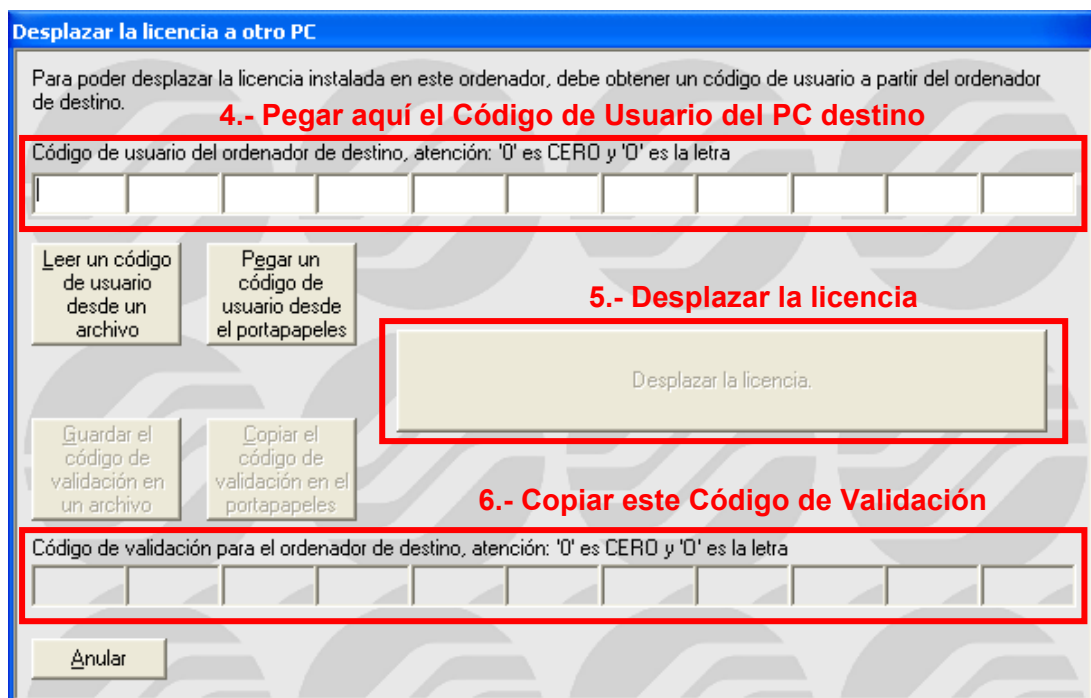 Desplazar la licencia a otro PC
Para poder desplazar la licencia instalada en este ordenador, debe obtener un código de usuario a partir del ordenador
de destino.
4.- Pegar aquí el Código de Usuario del PC destino
Código de usuario del ordenador de destino, atención: '0' es CERO y 'O' es la letra
Leer un código
de usuario
desde un
archivo
Pegar un
código de
usuario desde
el portapapeles
5.- Desplazar la licencia
Desplazar la licencia.
Guardar el
código de
validación en
un archivo
Copiar el
código de
validación en el
portapapeles
6.- Copiar este Código de Validación
Código de validación para el ordenador de destino, atención: '0' es CERO y 'O' es la letra
Anular